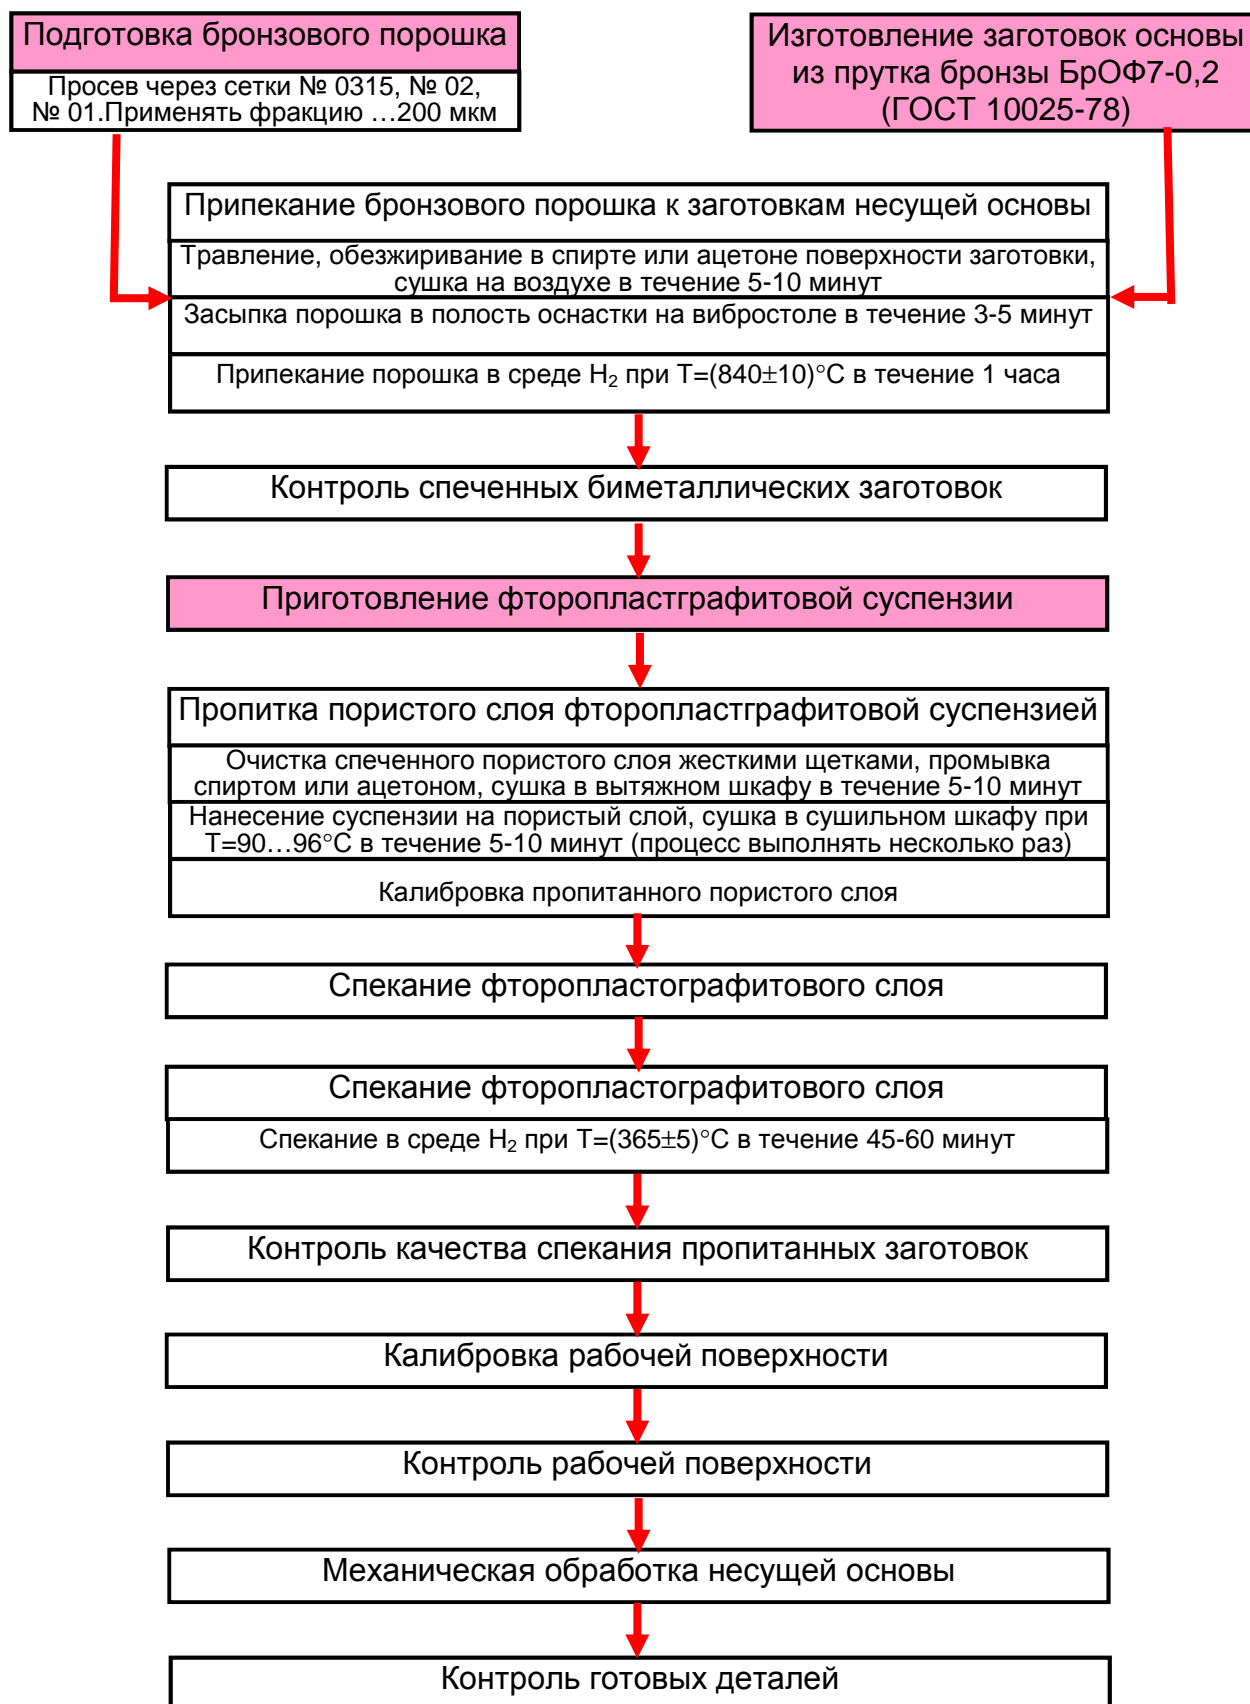 Подготовка бронзового порошка
Просев через сетки № 0315, № 02,
№ 01.Применять фракцию ...200 мкм
Изготовление заготовок основы
из прутка бронзы БрОФ7-0,2
(ГОСТ 10025-78)
Припекание бронзового порошка к заготовкам несущей основы
Травление, обезжиривание в спирте или ацетоне поверхности заготовки,
сушка на воздухе в течение 5-10 минут
Засыпка порошка в полость оснастки на вибростоле в течение 3-5 минут
Припекание порошка в среде H₂ при T=(840±10)°С в течение 1 часа
Контроль спеченных биметаллических заготовок
Приготовление фторопластграфитовой суспензии
Пропитка пористого слоя фторопластграфитовой суспензией
Очистка спеченного пористого слоя жесткими щетками, промывка
спиртом или ацетоном, сушка в вытяжном шкафу в течение 5-10 минут
Нанесение суспензии на пористый слой, сушка в сушильном шкафу при
T=90...96°С в течение 5-10 минут (процесс выполнять несколько раз)
Калибровка пропитанного пористого слоя
Спекание фторопластографитового слоя
Спекание фторопластографитового слоя
Спекание в среде H₂ при T=(365±5)°С в течение 45-60 минут
Контроль качества спекания пропитанных заготовок
Калибровка рабочей поверхности
Контроль рабочей поверхности
Механическая обработка несущей основы
Контроль готовых деталей